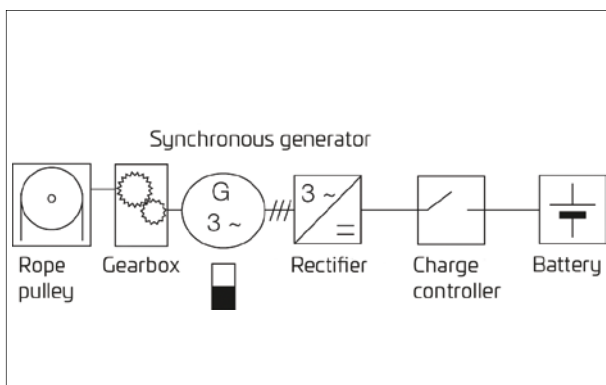 Synchronous generator
G
3 ~
3 ~
Rope
pulley
Gearbox
Rectifier
Charge
controller
Battery